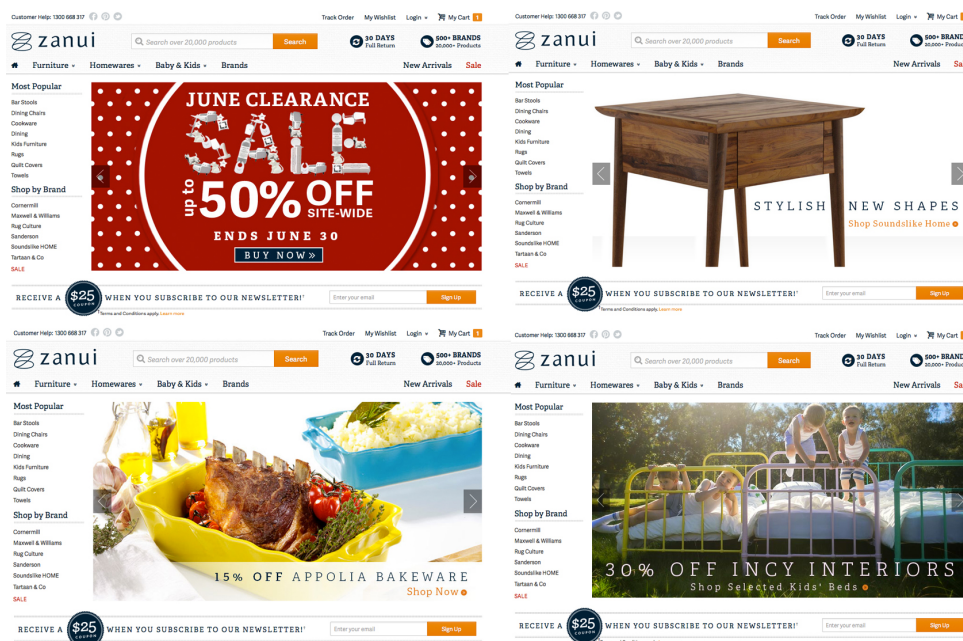 Customer Help: 1300 668 317
Track Order My Wishlist Login My Cart 1
zanui
Search over 20,000 products
Search
30 DAYS
Full Return
500+ BRANDS
20,000+ Products
Furniture Homewares Baby & Kids Brands
New Arrivals Sale
Most Popular
Bar Stools
Dining Chairs
Cookware
Dining
Kids Furniture
Rugs
Quilt Covers
Towels
Shop by Brand
Cornermill
Maxwell & Williams
Rug Culture
Sanderson
Soundslike HOME
Tartaan & Co
SALE
JUNE CLEARANCE
SALE
up to
50% OFF
SITE-WIDE
ENDS JUNE 30
BUY NOW »
RECEIVE A $25 COUPON WHEN YOU SUBSCRIBE TO OUR NEWSLETTER!†
Enter your email
Sign Up
†Terms and Conditions apply. Learn more
Customer Help: 1300 668 317
Track Order My Wishlist Login My Cart
zanui
Search over 20,000 products
Search
30 DAYS
Full Return
500+ BRAND
20,000+ Produc
Furniture Homewares Baby & Kids Brands
New Arrivals Sa
Most Popular
Bar Stools
Dining Chairs
Cookware
Dining
Kids Furniture
Rugs
Quilt Covers
Towels
Shop by Brand
Cornermill
Maxwell & Williams
Rug Culture
Sanderson
Soundslike HOME
Tartaan & Co
SALE
STYLISH NEW SHAPES
Shop Soundslike Home
RECEIVE A $25 COUPON WHEN YOU SUBSCRIBE TO OUR NEWSLETTER!†
Enter your email
Sign Up
†Terms and Conditions apply. Learn more
Customer Help: 1300 668 317
Track Order My Wishlist Login My Cart 1
zanui
Search over 20,000 products
Search
30 DAYS
Full Return
500+ BRANDS
20,000+ Products
Furniture Homewares Baby & Kids Brands
New Arrivals Sale
Most Popular
Bar Stools
Dining Chairs
Cookware
Dining
Kids Furniture
Rugs
Quilt Covers
Towels
Shop by Brand
Cornermill
Maxwell & Williams
Rug Culture
Sanderson
Soundslike HOME
Tartaan & Co
SALE
15% OFF APPOLIA BAKEWARE
Shop Now
RECEIVE A $25 COUPON WHEN YOU SUBSCRIBE TO OUR NEWSLETTER!†
Enter your email
Sign Up
Customer Help: 1300 668 317
Track Order My Wishlist Login My Cart
zanui
Search over 20,000 products
Search
30 DAYS
Full Return
500+ BRAND
20,000+ Produc
Furniture Homewares Baby & Kids Brands
New Arrivals Sa
Most Popular
Bar Stools
Dining Chairs
Cookware
Dining
Kids Furniture
Rugs
Quilt Covers
Towels
Shop by Brand
Cornermill
Maxwell & Williams
Rug Culture
Sanderson
Soundslike HOME
Tartaan & Co
SALE
30% OFF INCY INTERIORS
Shop Selected Kids' Beds
RECEIVE A $25 COUPON WHEN YOU SUBSCRIBE TO OUR NEWSLETTER!†
Enter your email
Sign Up